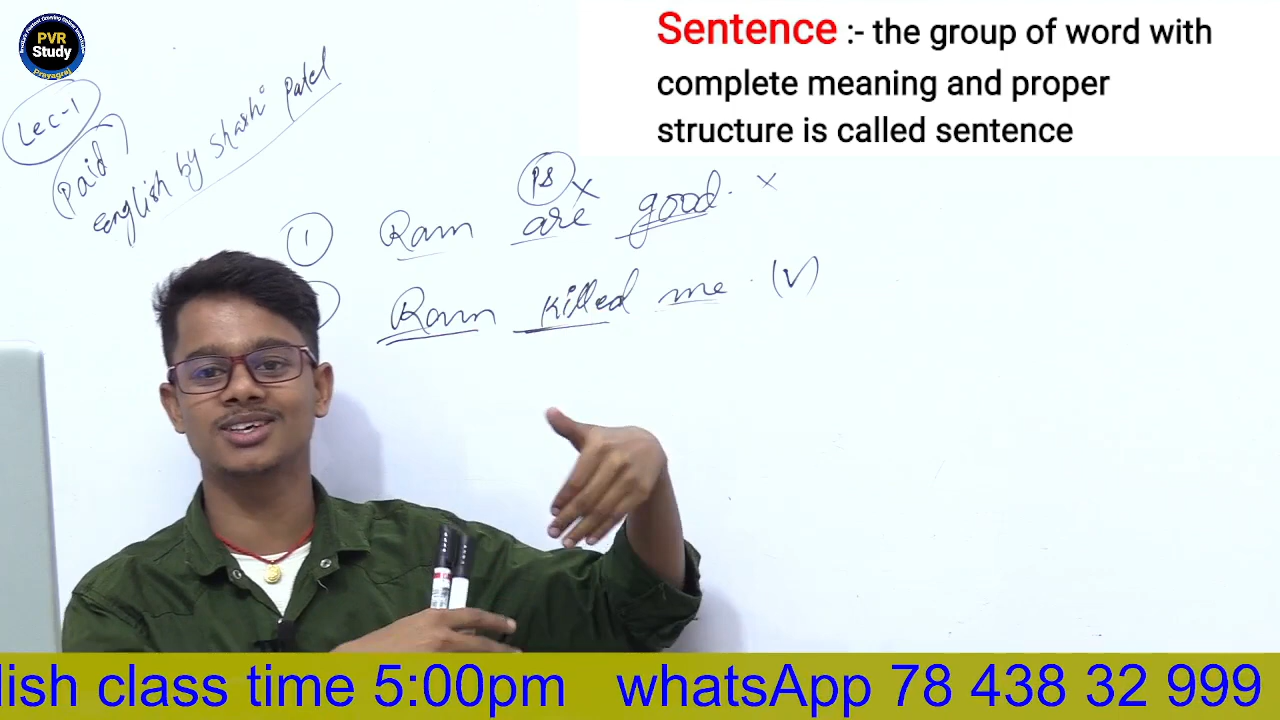 PVR
Study
Prayagraj
Sentence :- the group of word with
complete meaning and proper
structure is called sentence
Lec-1
Paid
English by Shashi Patel
PS
1 Ram are good. x
Ram killed me. (✓)
lish class time 5:00pm whatsApp 78 438 32 999